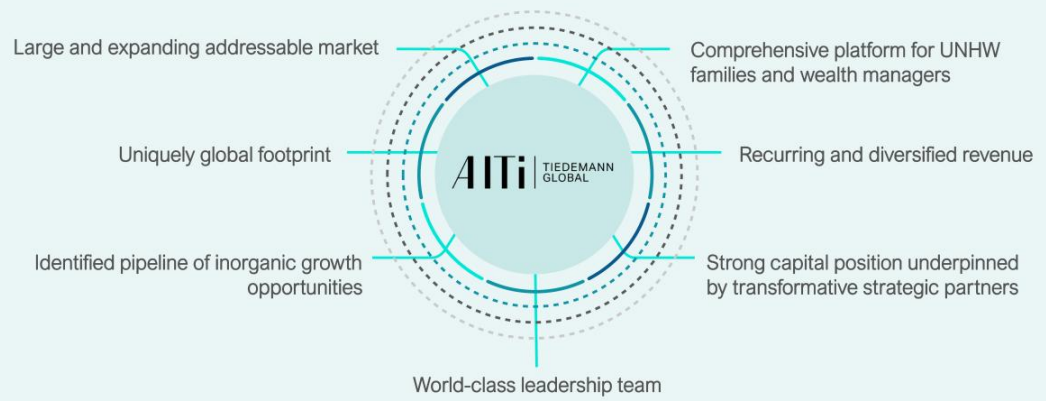 Large and expanding addressable market
Comprehensive platform for UNHW
families and wealth managers
Uniquely global footprint
AlTi
TIEDEMANN
GLOBAL
Recurring and diversified revenue
Identified pipeline of inorganic growth
opportunities
Strong capital position underpinned
by transformative strategic partners
World-class leadership team